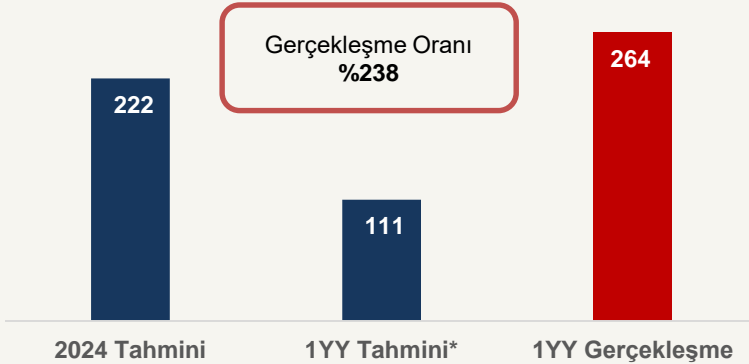 Gerçekleşme Oranı
%238
222
111
264
2024 Tahmini
1YY Tahmini*
1YY Gerçekleşme